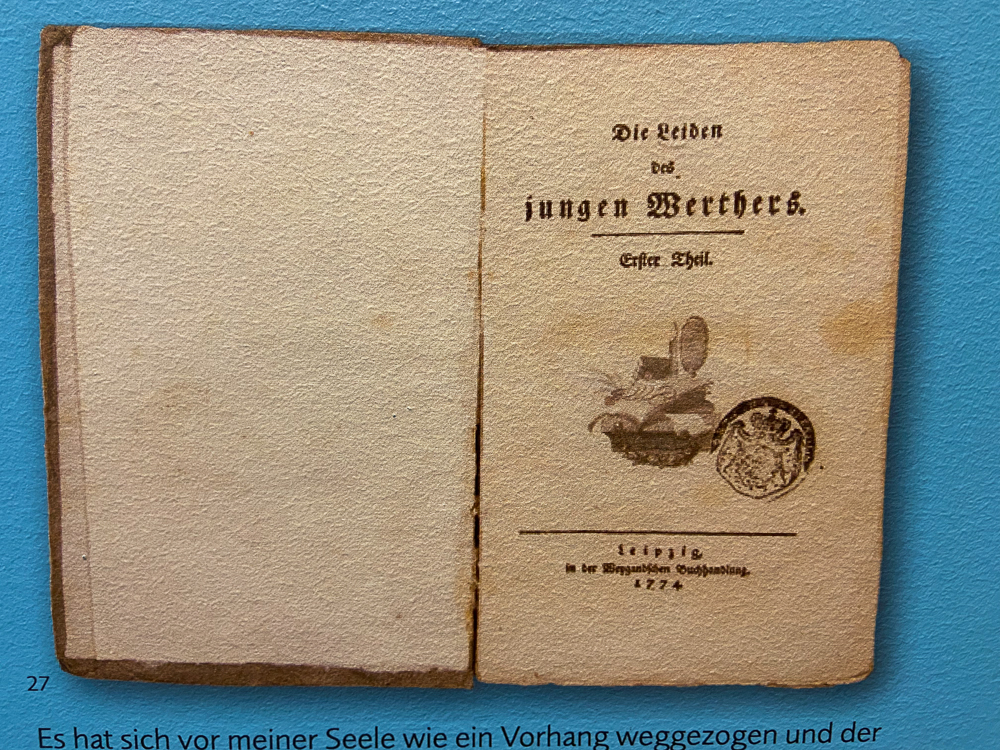 Die Leiden
des
jungen Werthers.
Erster Theil.
Leipzig,
in der Weygandschen Buchhandlung.
1774
27
Es hat sich vor meiner Seele wie ein Vorhang weggezogen und der